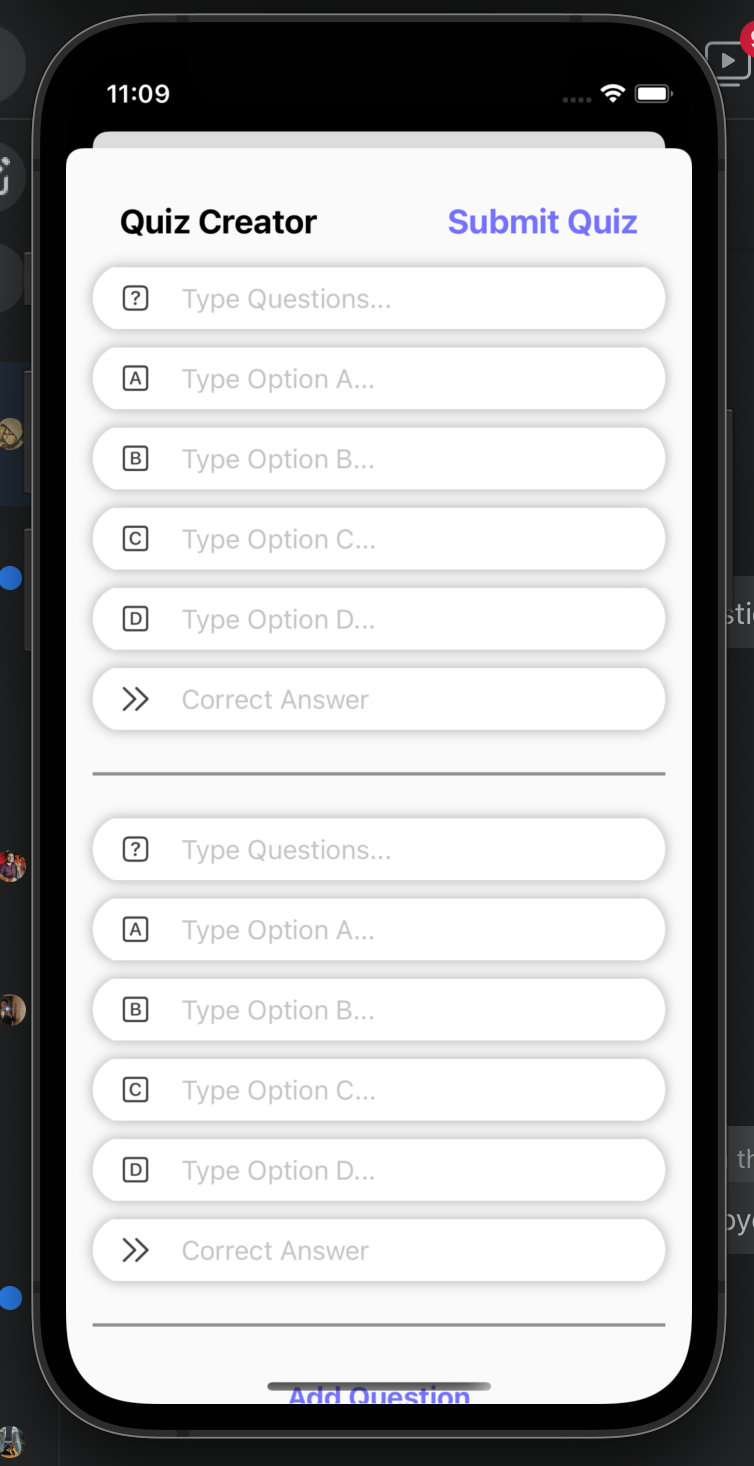 11:09
Quiz Creator
Submit Quiz
?
Type Questions...
A
Type Option A...
B
Type Option B...
C
Type Option C...
D
Type Option D...
Correct Answer
?
Type Questions...
A
Type Option A...
B
Type Option B...
C
Type Option C...
D
Type Option D...
Correct Answer
Add Question